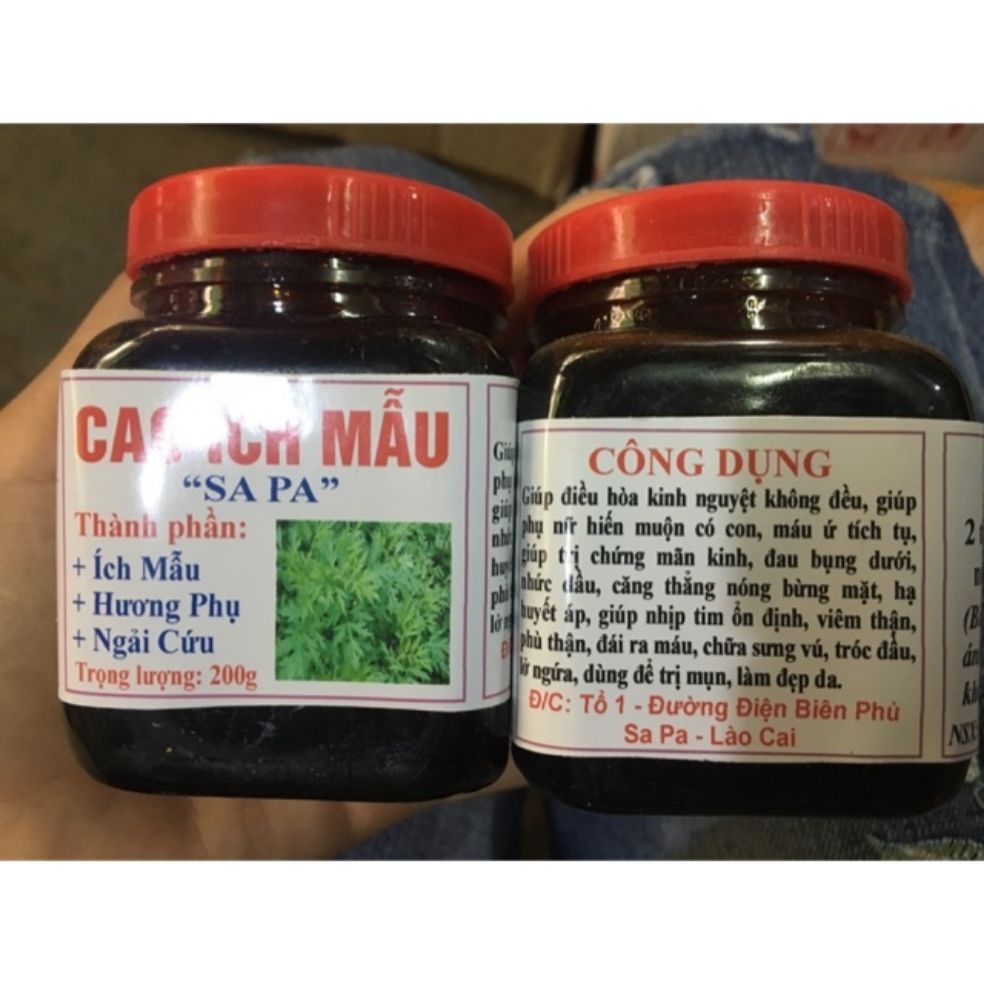 CAO ÍCH MẪU
“SA PA”
Thành phần:
+ Ích Mẫu
+ Hương Phụ
+ Ngải Cứu
Trọng lượng: 200g
CÔNG DỤNG
Giúp điều hòa kinh nguyệt không đều, giúp
phụ nữ hiến muộn có con, máu ứ tích tụ,
giúp trị chứng mãn kinh, đau bụng dưới,
nhức đầu, căng thẳng nóng bừng mặt, hạ
huyết áp, giúp nhịp tim ổn định, viêm thận,
phù thận, đái ra máu, chữa sưng vú, tróc đầu,
lở ngứa, dùng để trị mụn, làm đẹp da.
Đ/C: Tổ 1 - Đường Điện Biên Phủ
Sa Pa - Lào Cai